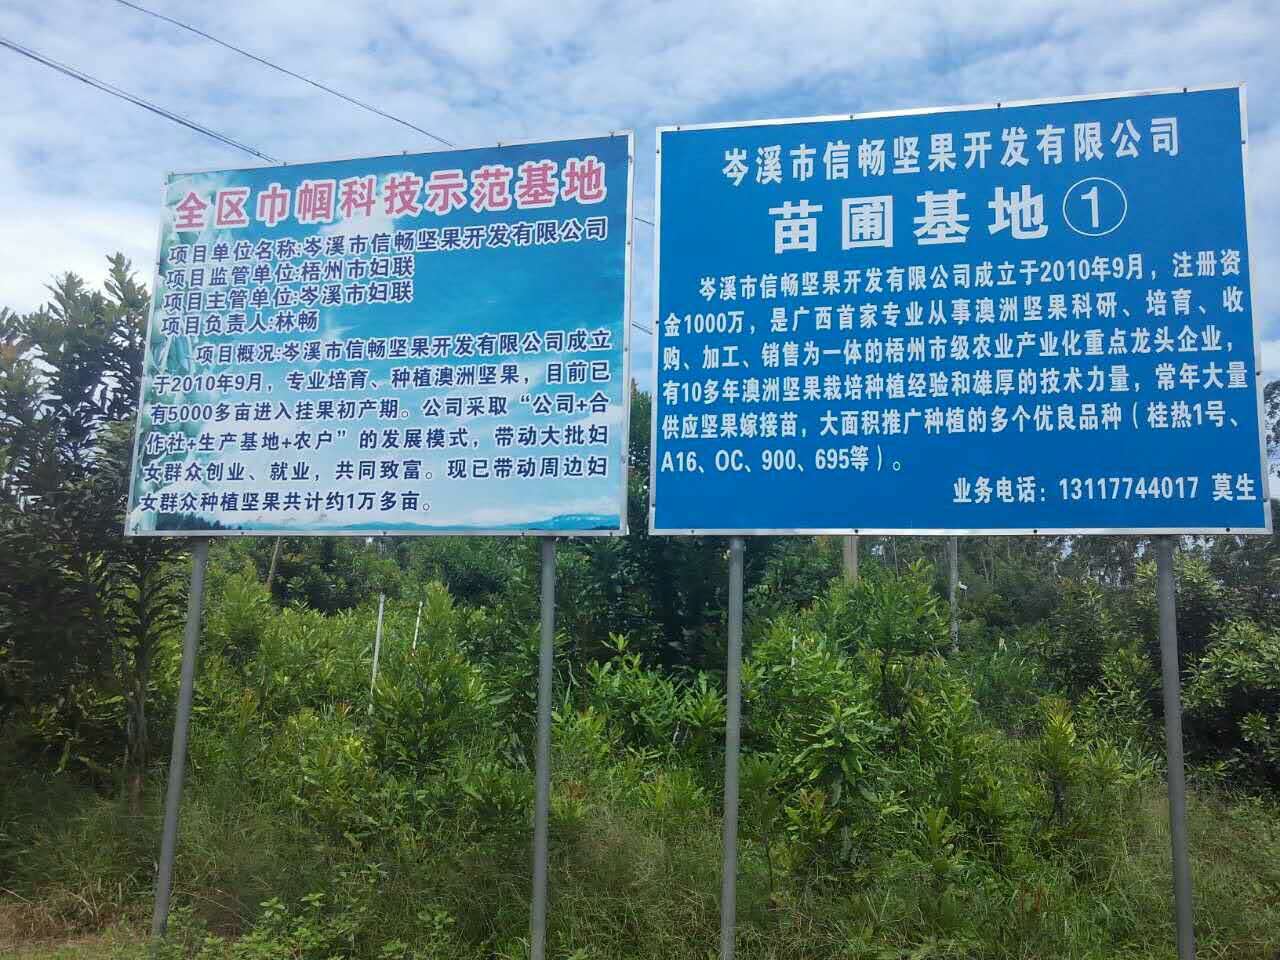 全区巾帼科技示范基地
项目单位名称:岑溪市信畅坚果开发有限公司
项目监管单位:梧州市妇联
项目主管单位:岑溪市妇联
项目负责人:林畅
项目概况:岑溪市信畅坚果开发有限公司成立
于2010年9月，专业培育、种植澳洲坚果，目前已
有5000多亩进入挂果初产期。公司采取“公司+合
作社+生产基地+农户”的发展模式，带动大批妇
女群众创业、就业，共同致富。现已带动周边妇
女群众种植坚果共计约1万多亩。
岑溪市信畅坚果开发有限公司
苗圃基地①
岑溪市信畅坚果开发有限公司成立于2010年9月，注册资
金1000万，是广西首家专业从事澳洲坚果科研、培育、收
购、加工、销售为一体的梧州市级农业产业化重点龙头企业，
有10多年澳洲坚果栽培种植经验和雄厚的技术力量，常年大量
供应坚果嫁接苗，大面积推广种植的多个优良品种（桂热1号、
A16、OC、900、695等）。
业务电话：13117744017 莫生